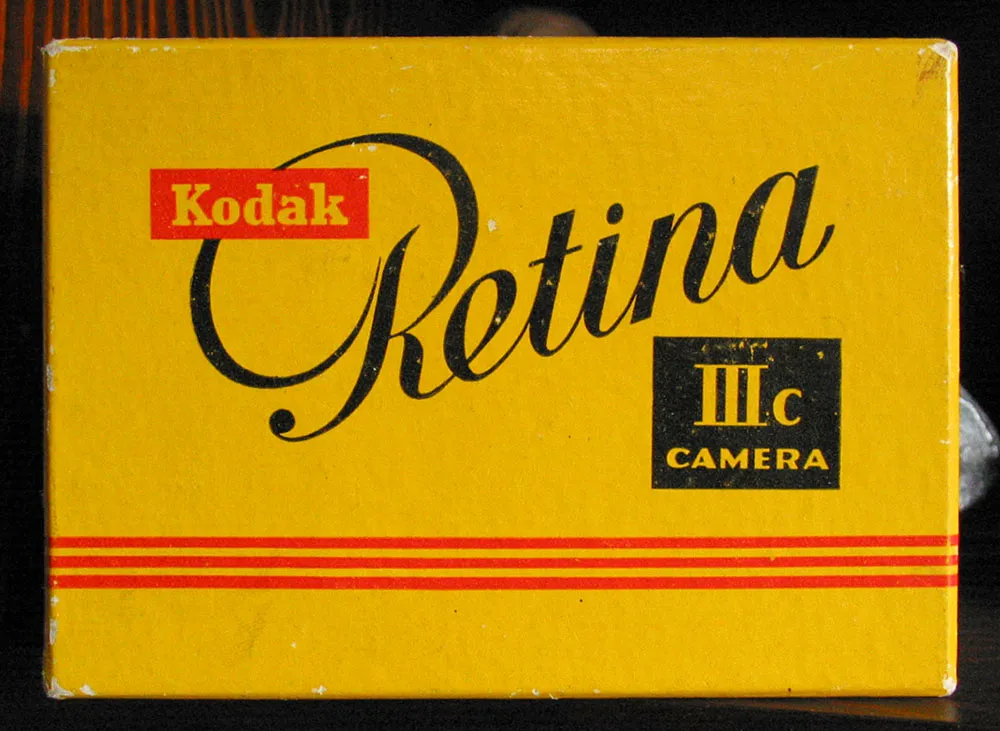 Kodak
Retina
IIIc
CAMERA